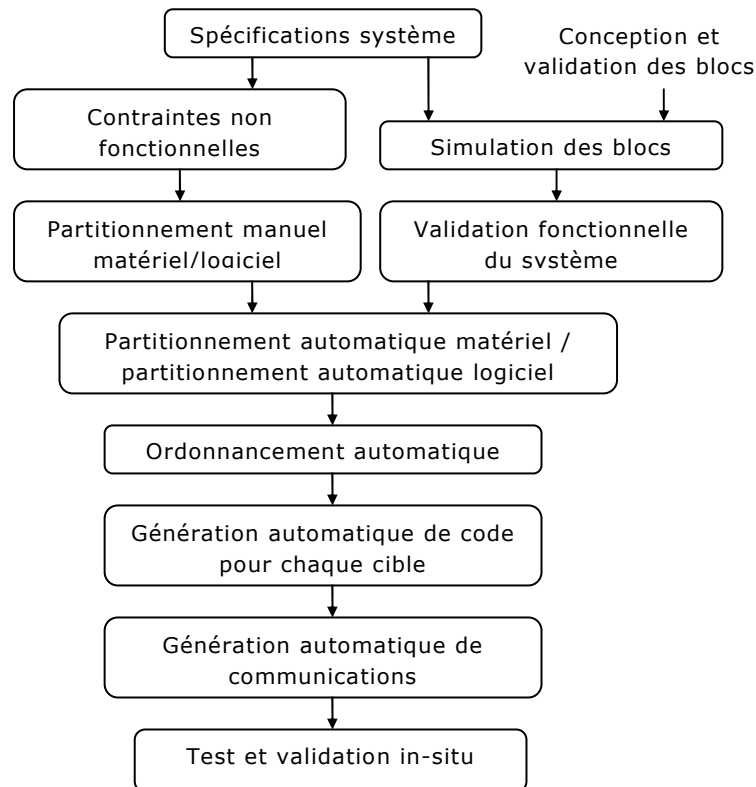 Spécifications système
Conception et
validation des blocs
Contraintes non
fonctionnelles
Simulation des blocs
Partitionnement manuel
matériel/logiciel
Validation fonctionnelle
du système
Partitionnement automatique matériel /
partitionnement automatique logiciel
Ordonnancement automatique
Génération automatique de code
pour chaque cible
Génération automatique de
communications
Test et validation in-situ